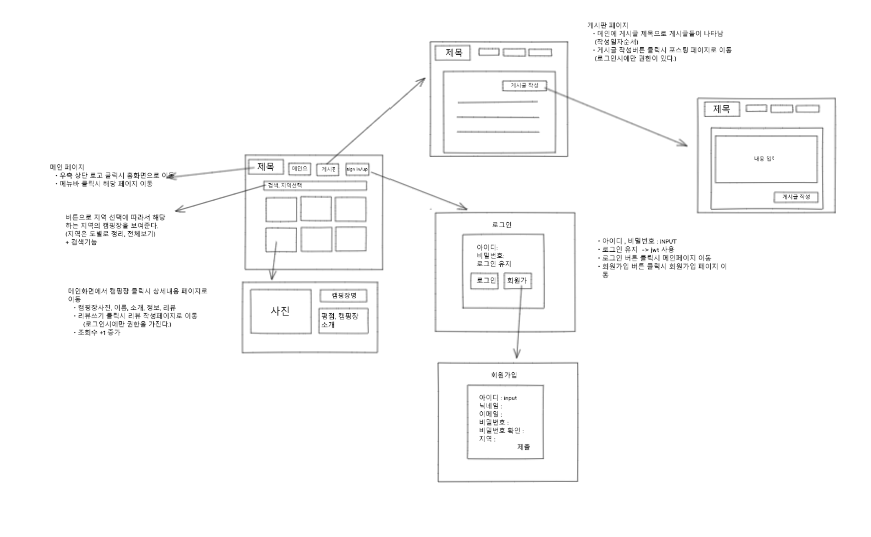 게시판 페이지
- 메인에 게시글 제목으로 게시글들이 나타남
(작성일자순서)
- 게시글 작성버튼 클릭시 포스팅 페이지로 이동
(로그인시에만 권한이 있다.)
제목
게시글 작성
제목
내용 입력
게시글 작성
메인 페이지
- 우측 상단 로고 클릭시 홈화면으로 이동
- 메뉴바 클릭시 해당 페이지 이동
제목
메인으
게시판
sign in/up
검색, 지역선택
버튼으로 지역 선택에 따라서 해당
하는 지역의 캠핑장을 보여준다.
(지역은 도별로 정리, 전체보기)
+ 검색기능
메인화면에서 캠핑장 클릭시 상세내용 페이지로
이동
- 캠핑장사진, 이름, 소개, 정보, 리뷰
- 리뷰쓰기 클릭시 리뷰 작성페이지로 이동
(로그인시에만 권한을 가진다.)
- 조회수 +1 증가
사진
캠핑장명
평점, 캠핑장
소개
로그인
아이디:
비밀번호:
로그인 유지
로그인
회원가
- 아이디 , 비밀번호 : INPUT
- 로그인 유지 -> jwt 사용
- 로그인 버튼 클릭시 메인페이지 이동
- 회원가입 버튼 클릭시 회원가입 페이지 이
동
회원가입
아이디 : input
닉네임 :
이메일 :
비밀번호 :
비밀번호 확인 :
지역 :
제출